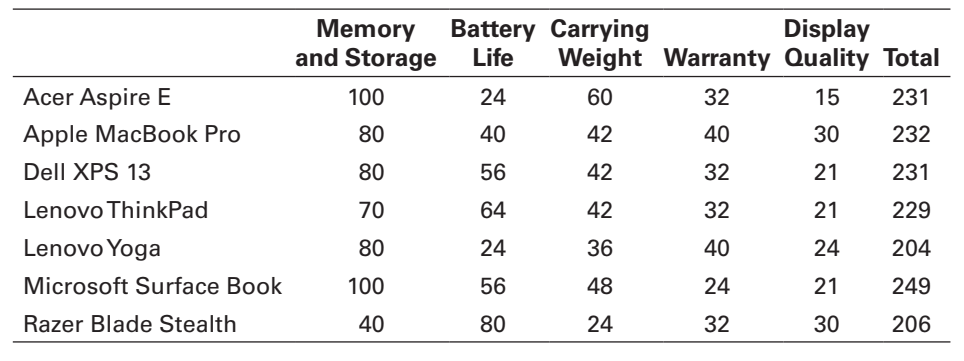 Memory and Storage Battery Life Carrying Weight Warranty Display Quality Total
Acer Aspire E 100 24 60 32 15 231
Apple MacBook Pro 80 40 42 40 30 232
Dell XPS 13 80 56 42 32 21 231
Lenovo ThinkPad 70 64 42 32 21 229
Lenovo Yoga 80 24 36 40 24 204
Microsoft Surface Book 100 56 48 24 21 249
Razer Blade Stealth 40 80 24 32 30 206